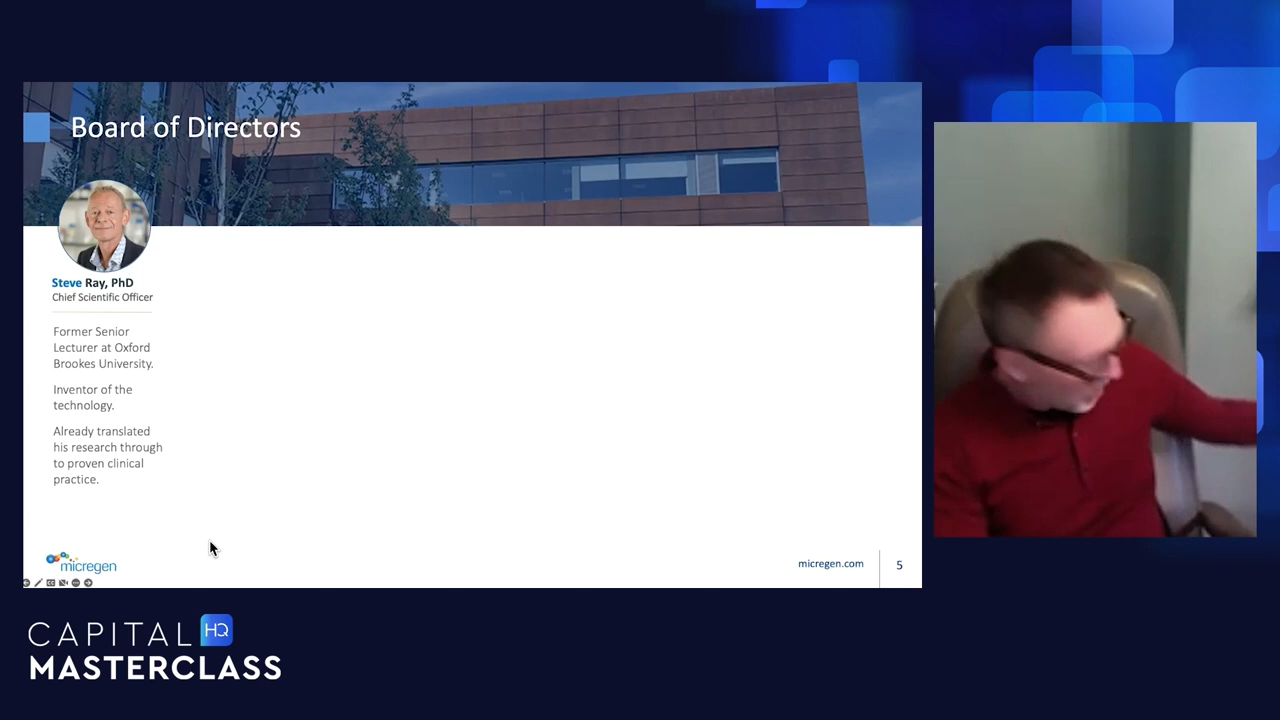 Board of Directors
Steve Ray, PhD
Chief Scientific Officer
Former Senior
Lecturer at Oxford
Brookes University.
Inventor of the
technology.
Already translated
his research through
to proven clinical
practice.
micregen
micregen.com
5
CAPITAL HQ
MASTERCLASS